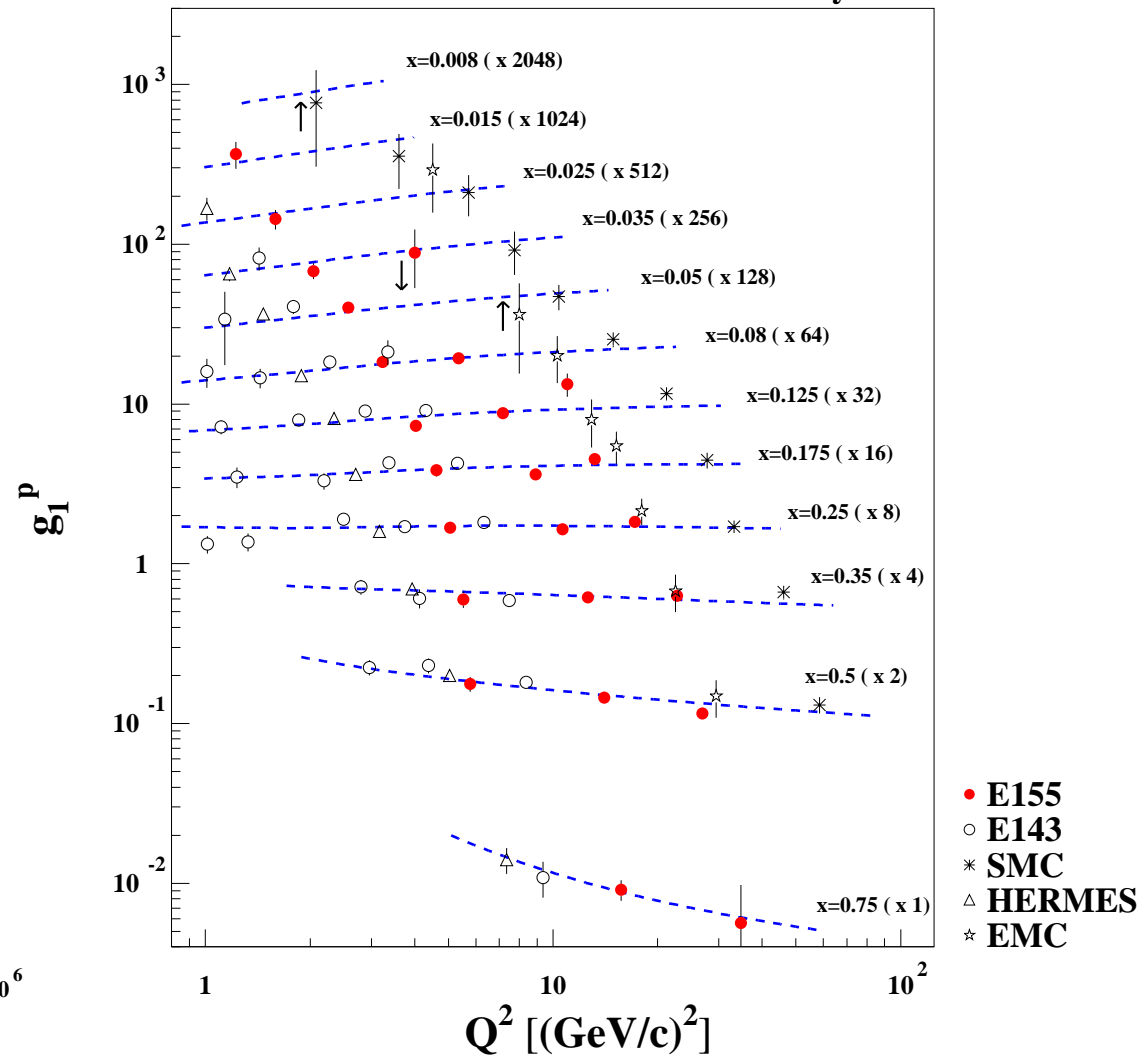 y
10^3
x=0.008 ( x 2048)
x=0.015 ( x 1024)
x=0.025 ( x 512)
10^2
x=0.035 ( x 256)
x=0.05 ( x 128)
x=0.08 ( x 64)
10
x=0.125 ( x 32)
x=0.175 ( x 16)
g_1^p
x=0.25 ( x 8)
1
x=0.35 ( x 4)
x=0.5 ( x 2)
10^-1
E155
E143
SMC
HERMES
EMC
10^-2
x=0.75 ( x 1)
0^6
1
10
10^2
Q^2 [(GeV/c)^2]